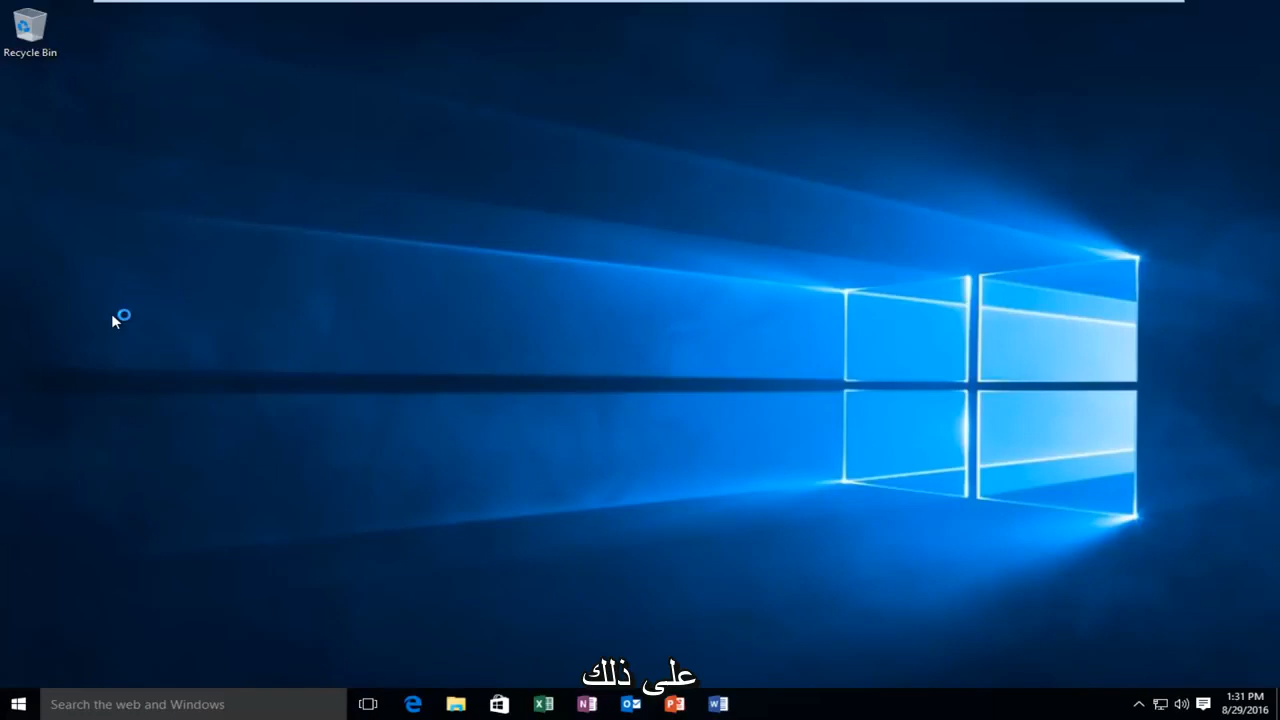 Recycle Bin
على ذلك
Search the web and Windows
1:31 PM
8/29/2016